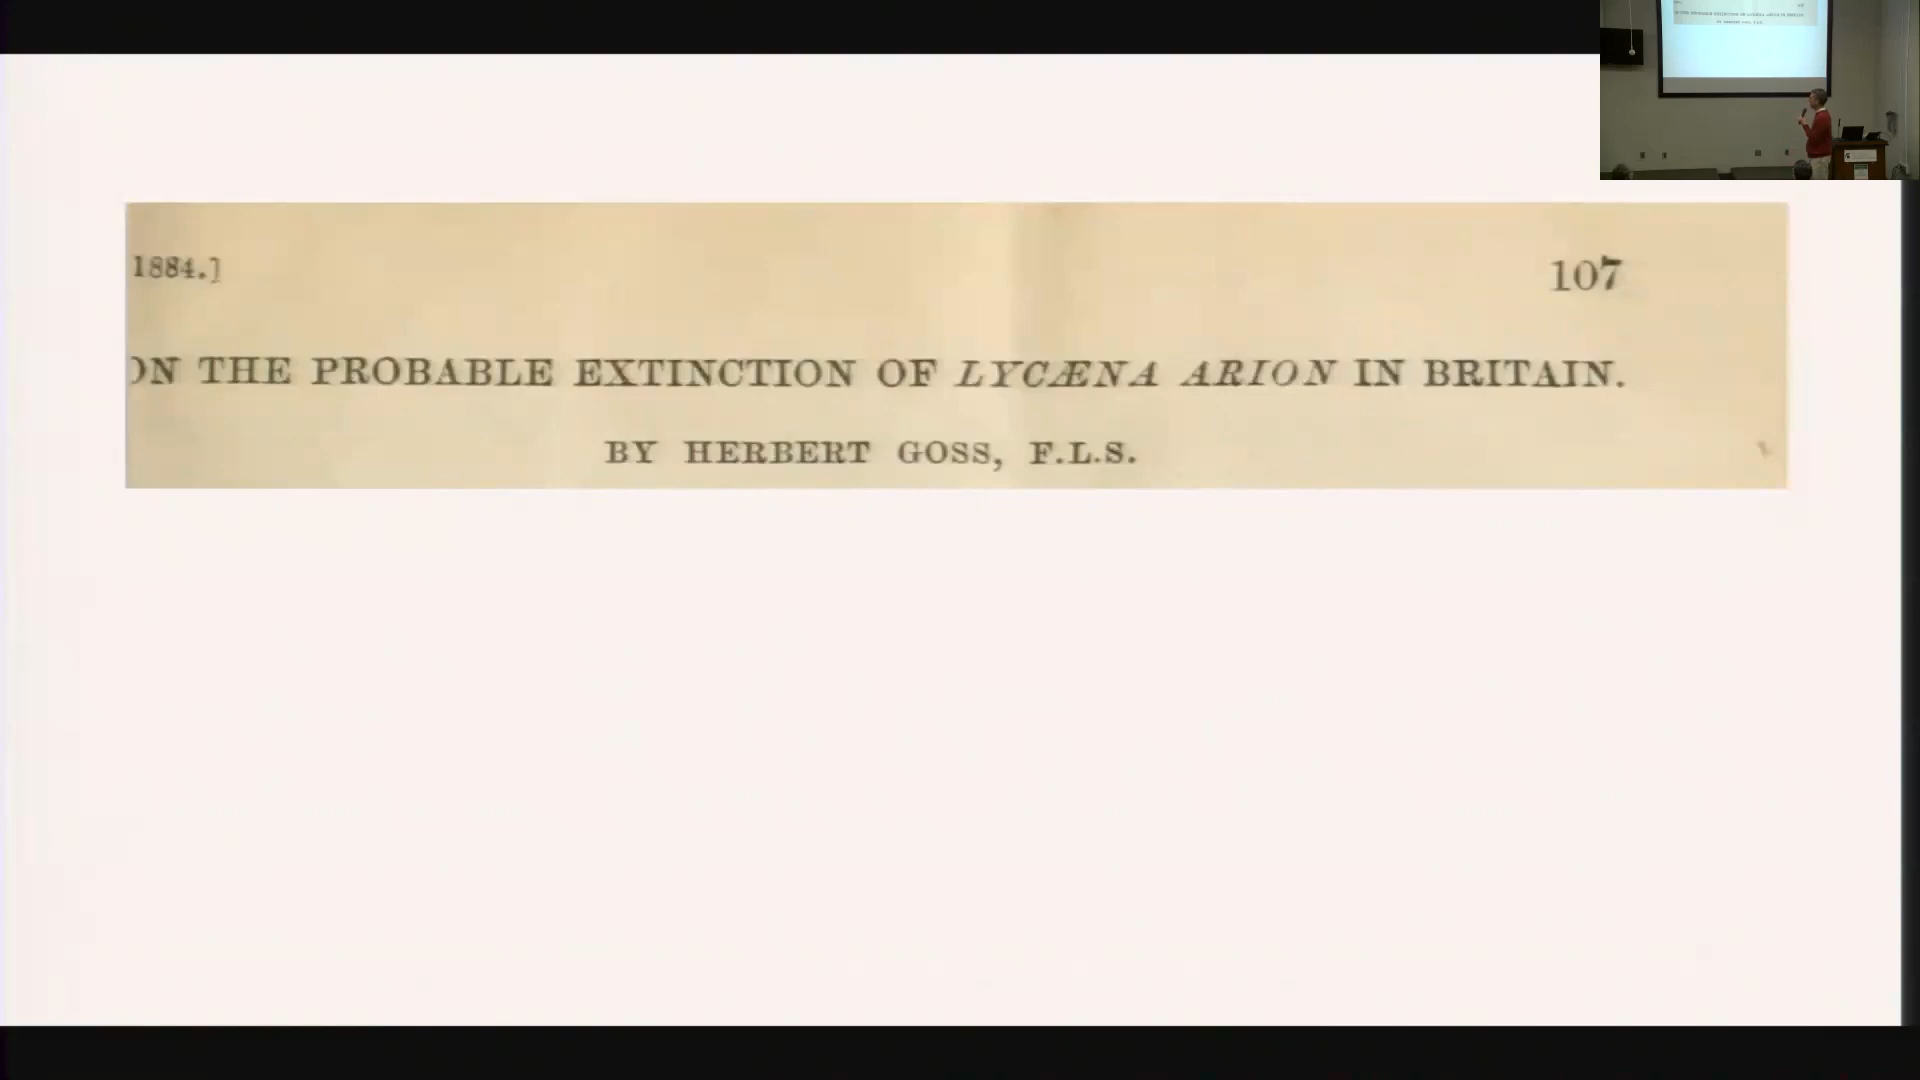 1884.] 107
ON THE PROBABLE EXTINCTION OF LYCÆNA ARION IN BRITAIN.
BY HERBERT GOSS, F.L.S.